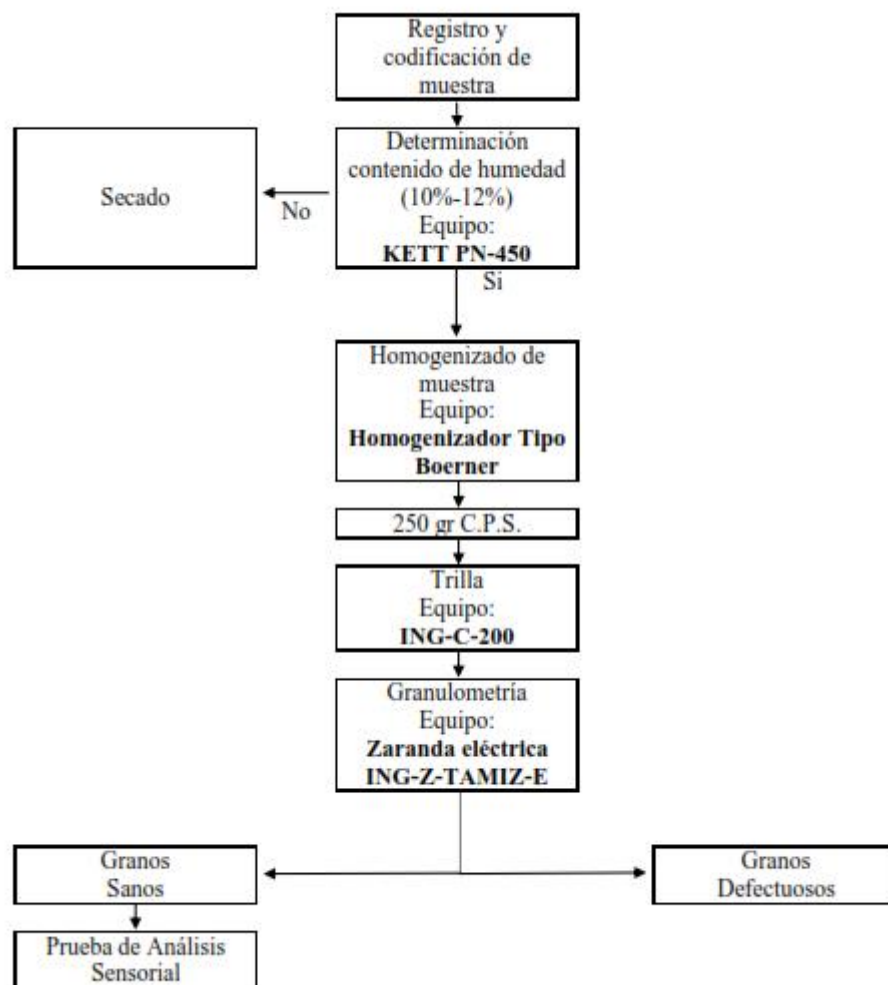 Registro y
codificación de
muestra
Determinación
contenido de humedad
(10%-12%)
Equipo:
KETT PN-450
Secado
No
Si
Homogenizado de
muestra
Equipo:
Homogenizador Tipo
Boerner
250 gr C.P.S.
Trilla
Equipo:
ING-C-200
Granulometría
Equipo:
Zaranda eléctrica
ING-Z-TAMIZ-E
Granos
Sanos
Granos
Defectuosos
Prueba de Análisis
Sensorial